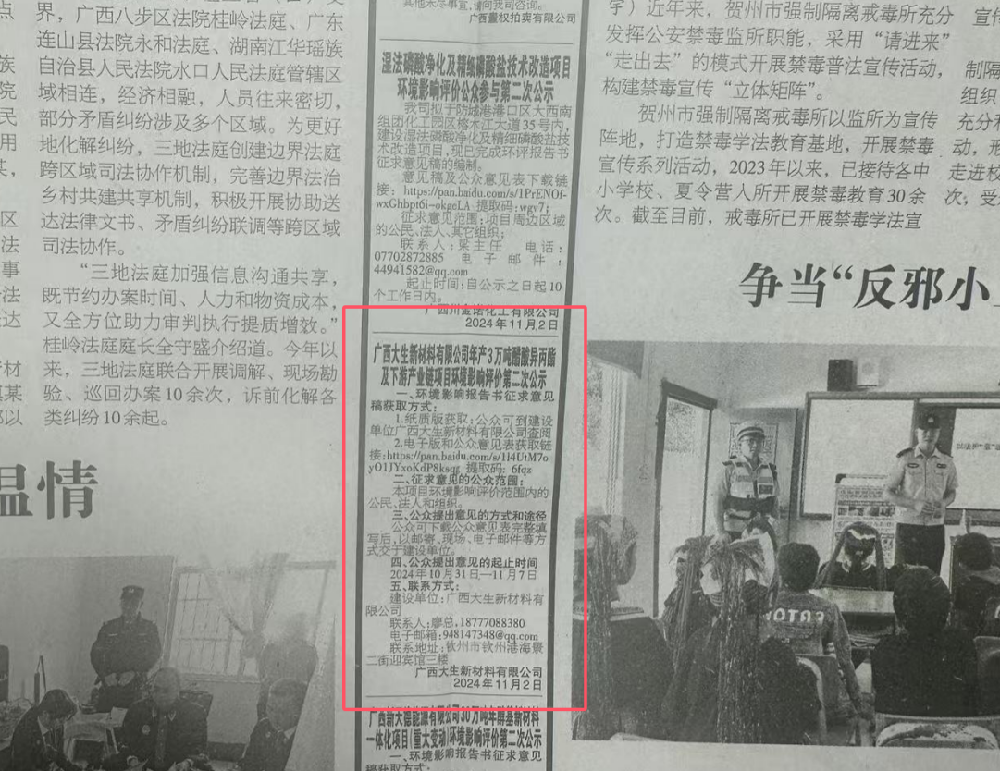 界，广西八步区法院桂岭法庭、广东
连山县法院永和法庭、湖南江华瑶族
自治县人民法院水口人民法庭管辖区
域相连，经济相融，人员往来密切，
部分矛盾纠纷涉及多个区域。为更好
地化解纠纷，三地法庭创建边界法庭
跨区域司法协作机制，完善边界法治
乡村共建共享机制，积极开展协助送
达法律文书、矛盾纠纷联调等跨区域
司法协作。
“三地法庭加强信息沟通共享，
既节约办案时间、人力和物资成本，
又全方位助力审判执行提质增效。”
桂岭法庭庭长全守盛介绍道。今年以
来，三地法庭联合开展调解、现场勘
验、巡回办案10余次，诉前化解各
类纠纷10余起。
温情
其他未尽事宜，请向我司咨询。
广西量权拍卖有限公司
湿法磷酸净化及精细磷酸盐技术改造项目
环境影响评价公众参与第二次公示
我司拟于防城港港口区大西南
组团化工园区榕木江大道35号内，
建设湿法磷酸净化及精细磷酸盐技
术改造项目，现已完成环评报告书
征求意见稿的编制。
意见稿及公众意见表下载链
接：https://pan.baidu.com/s/1PrENOf-
wxGhbpt6i-okgeLA 提取码：wgv7；
征求意见范围：项目周边区域
的公民、法人、其它组织；
联系人：梁主任 电话：
07702872885 电子邮件：
44941582@qq.com
起止时间：自公示之日起10
个工作日内。
广西川金诺化工有限公司
2024年11月2日
广西大生新材料有限公司年产3万吨醋酸异丙酯
及下游产业链项目环境影响评价第二次公示
一、环境影响报告书征求意见
稿获取方式：
1.纸质版获取：公众可到建设
单位广西大生新材料有限公司查阅
2.电子版和公众意见表获取链
接：https://pan.baidu.com/s/1l4UtM7o
yO1JYxoKdP8ksqg 提取码：6fqz
二、征求意见的公众范围：
本项目环境影响评价范围内的
公民、法人和组织。
三、公众提出意见的方式和途径
公众可下载公众意见表完整填
写后，以邮寄、现场、电子邮件等方
式交于建设单位。
四、公众提出意见的起止时间
2024年10月31日—11月7日
五、联系方式：
建设单位：广西大生新材料有
限公司
联系人：廖总，18777088380
电子邮箱：948147348@qq.com
联系地址：钦州市钦州港海景
二街迎宾馆三楼
广西大生新材料有限公司
2024年11月2日
广西新天德能源有限公司30万吨年醇基新材料
一体化项目（重大变动）环境影响评价第二次公示
一、环境影响报告书征求意见
稿获取方式：
字）近年来，贺州市强制隔离戒毒所充分
发挥公安禁毒监所职能，采用“请进来”
“走出去”的模式开展禁毒普法宣传活动，
构建禁毒宣传“立体矩阵”。
贺州市强制隔离戒毒所以监所为宣传
阵地，打造禁毒学法教育基地，开展禁毒
宣传系列活动，2023年以来，已接待各中
小学校、夏令营入所开展禁毒教育30余
次。截至目前，戒毒所已开展禁毒学法宣
争当“反邪小
宣传
制隔
组织
充分
动，
走进校
次，受